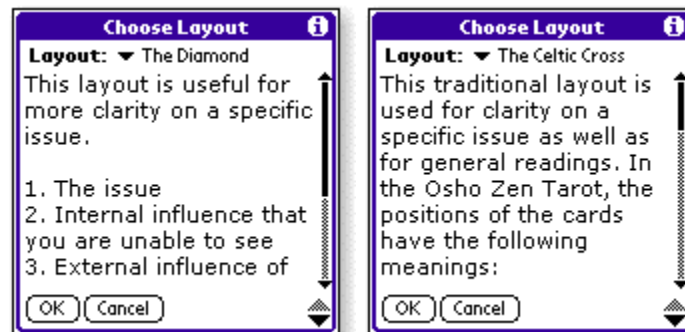 Choose Layout
Layout: The Diamond
This layout is useful for
more clarity on a specific
issue.
1. The issue
2. Internal influence that
you are unable to see
3. External influence of
OK Cancel
Choose Layout
Layout: The Celtic Cross
This traditional layout is
used for clarity on a
specific issue as well as
for general readings. In
the Osho Zen Tarot, the
positions of the cards
have the following
meanings:
OK Cancel